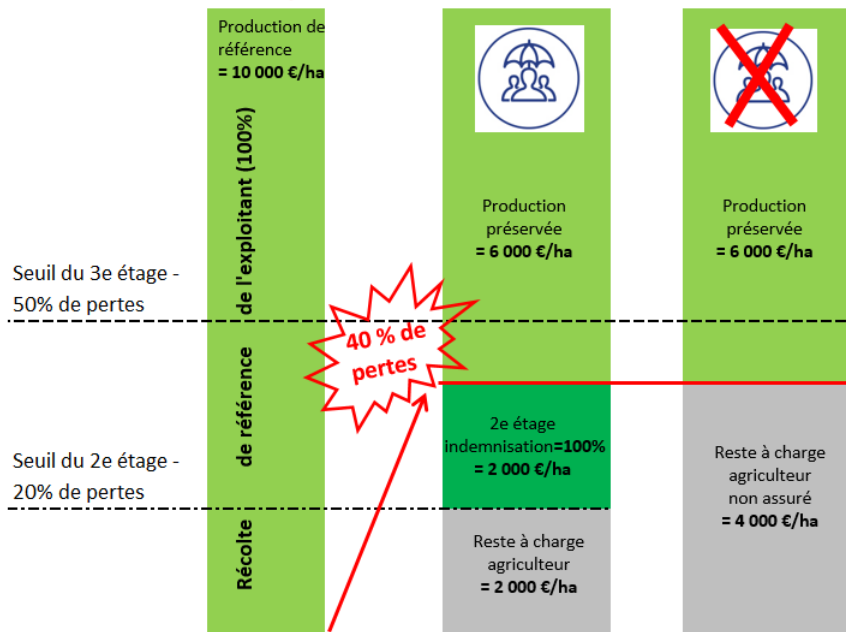 Production de
référence
= 10 000 €/ha
Récolte de référence de l'exploitant (100%)
Seuil du 3e étage -
50% de pertes
Seuil du 2e étage -
20% de pertes
40 % de
pertes
Production
préservée
= 6 000 €/ha
2e étage
indemnisation=100%
= 2 000 €/ha
Reste à charge
agriculteur
= 2 000 €/ha
Production
préservée
= 6 000 €/ha
Reste à charge
agriculteur
non assuré
= 4 000 €/ha